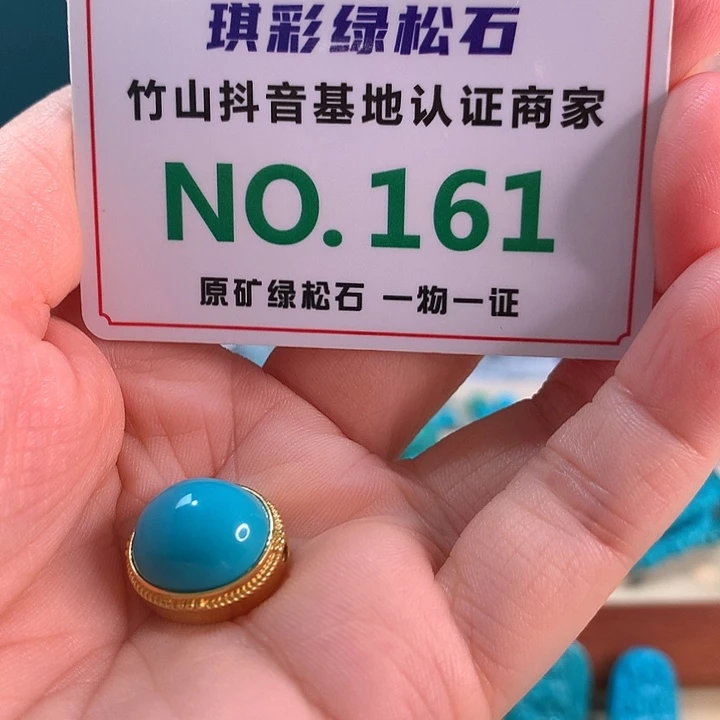 琪彩绿松石
竹山抖音基地认证商家
NO.161
原矿绿松石 一物一证